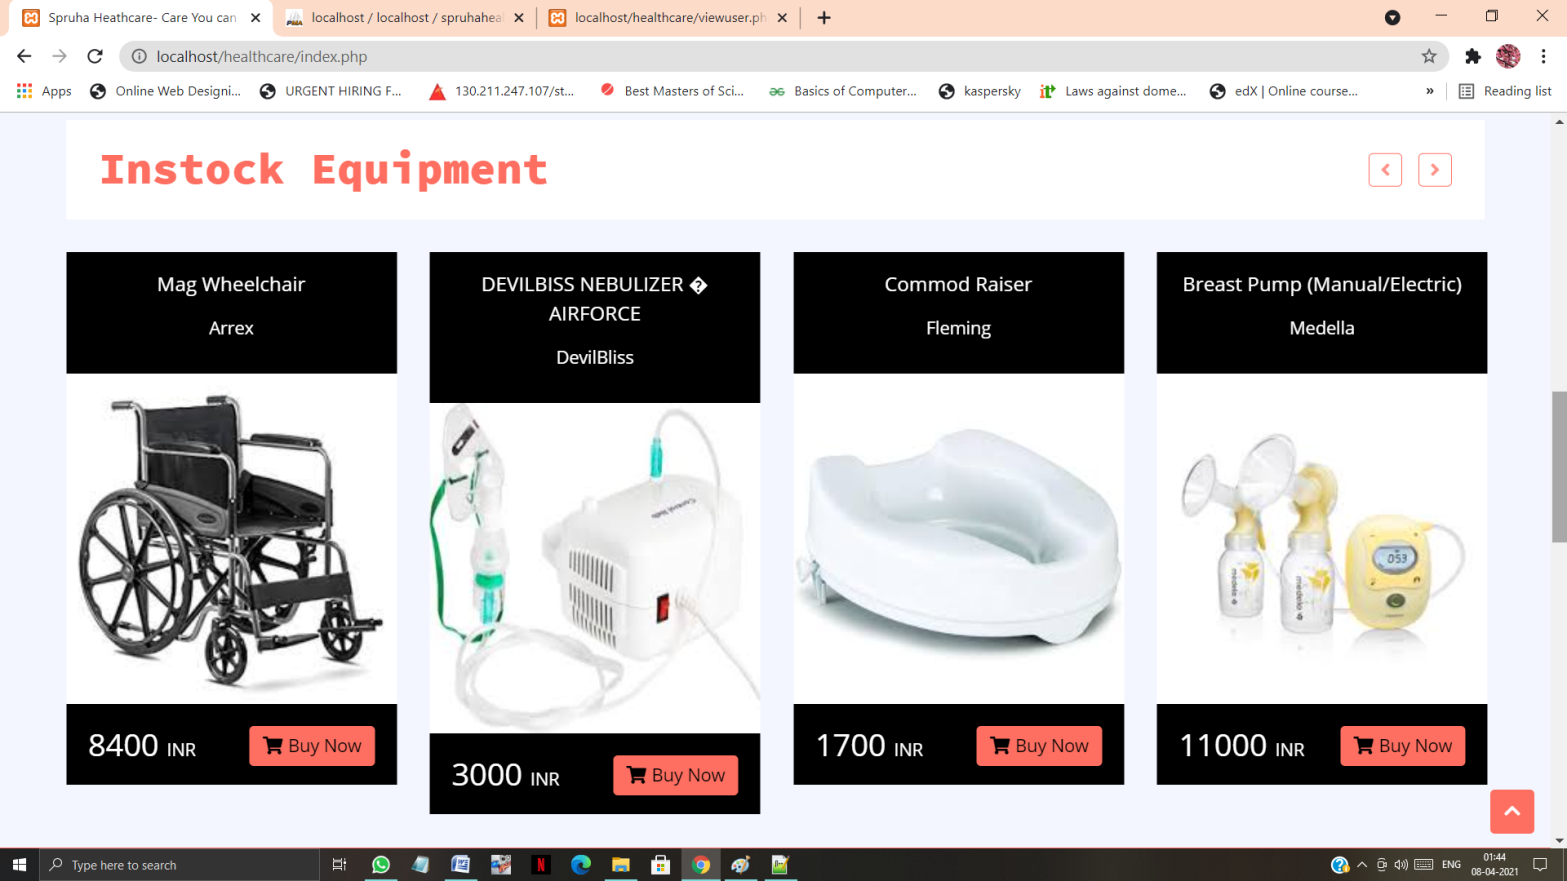 Spruha Heathcare- Care You can
localhost / localhost / spruhaheal
localhost/healthcare/viewuser.ph
localhost/healthcare/index.php
Apps
Online Web Designi...
URGENT HIRING F...
130.211.247.107/st...
Best Masters of Sci...
Basics of Computer...
kaspersky
Laws against dome...
edX | Online course...
»
Reading list
Instock Equipment
Mag Wheelchair
Arrex
DEVILBISS NEBULIZER �
AIRFORCE
DevilBliss
Commod Raiser
Fleming
Breast Pump (Manual/Electric)
Medella
8400 INR
Buy Now
3000 INR
Buy Now
1700 INR
Buy Now
11000 INR
Buy Now
Type here to search
ENG
01:44
08-04-2021